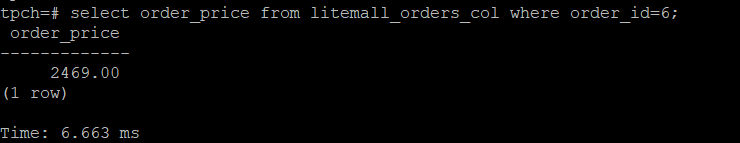 tpch=# select order_price from litemall_orders_col where order_id=6;
 order_price
-------------
     2469.00
(1 row)

Time: 6.663 ms